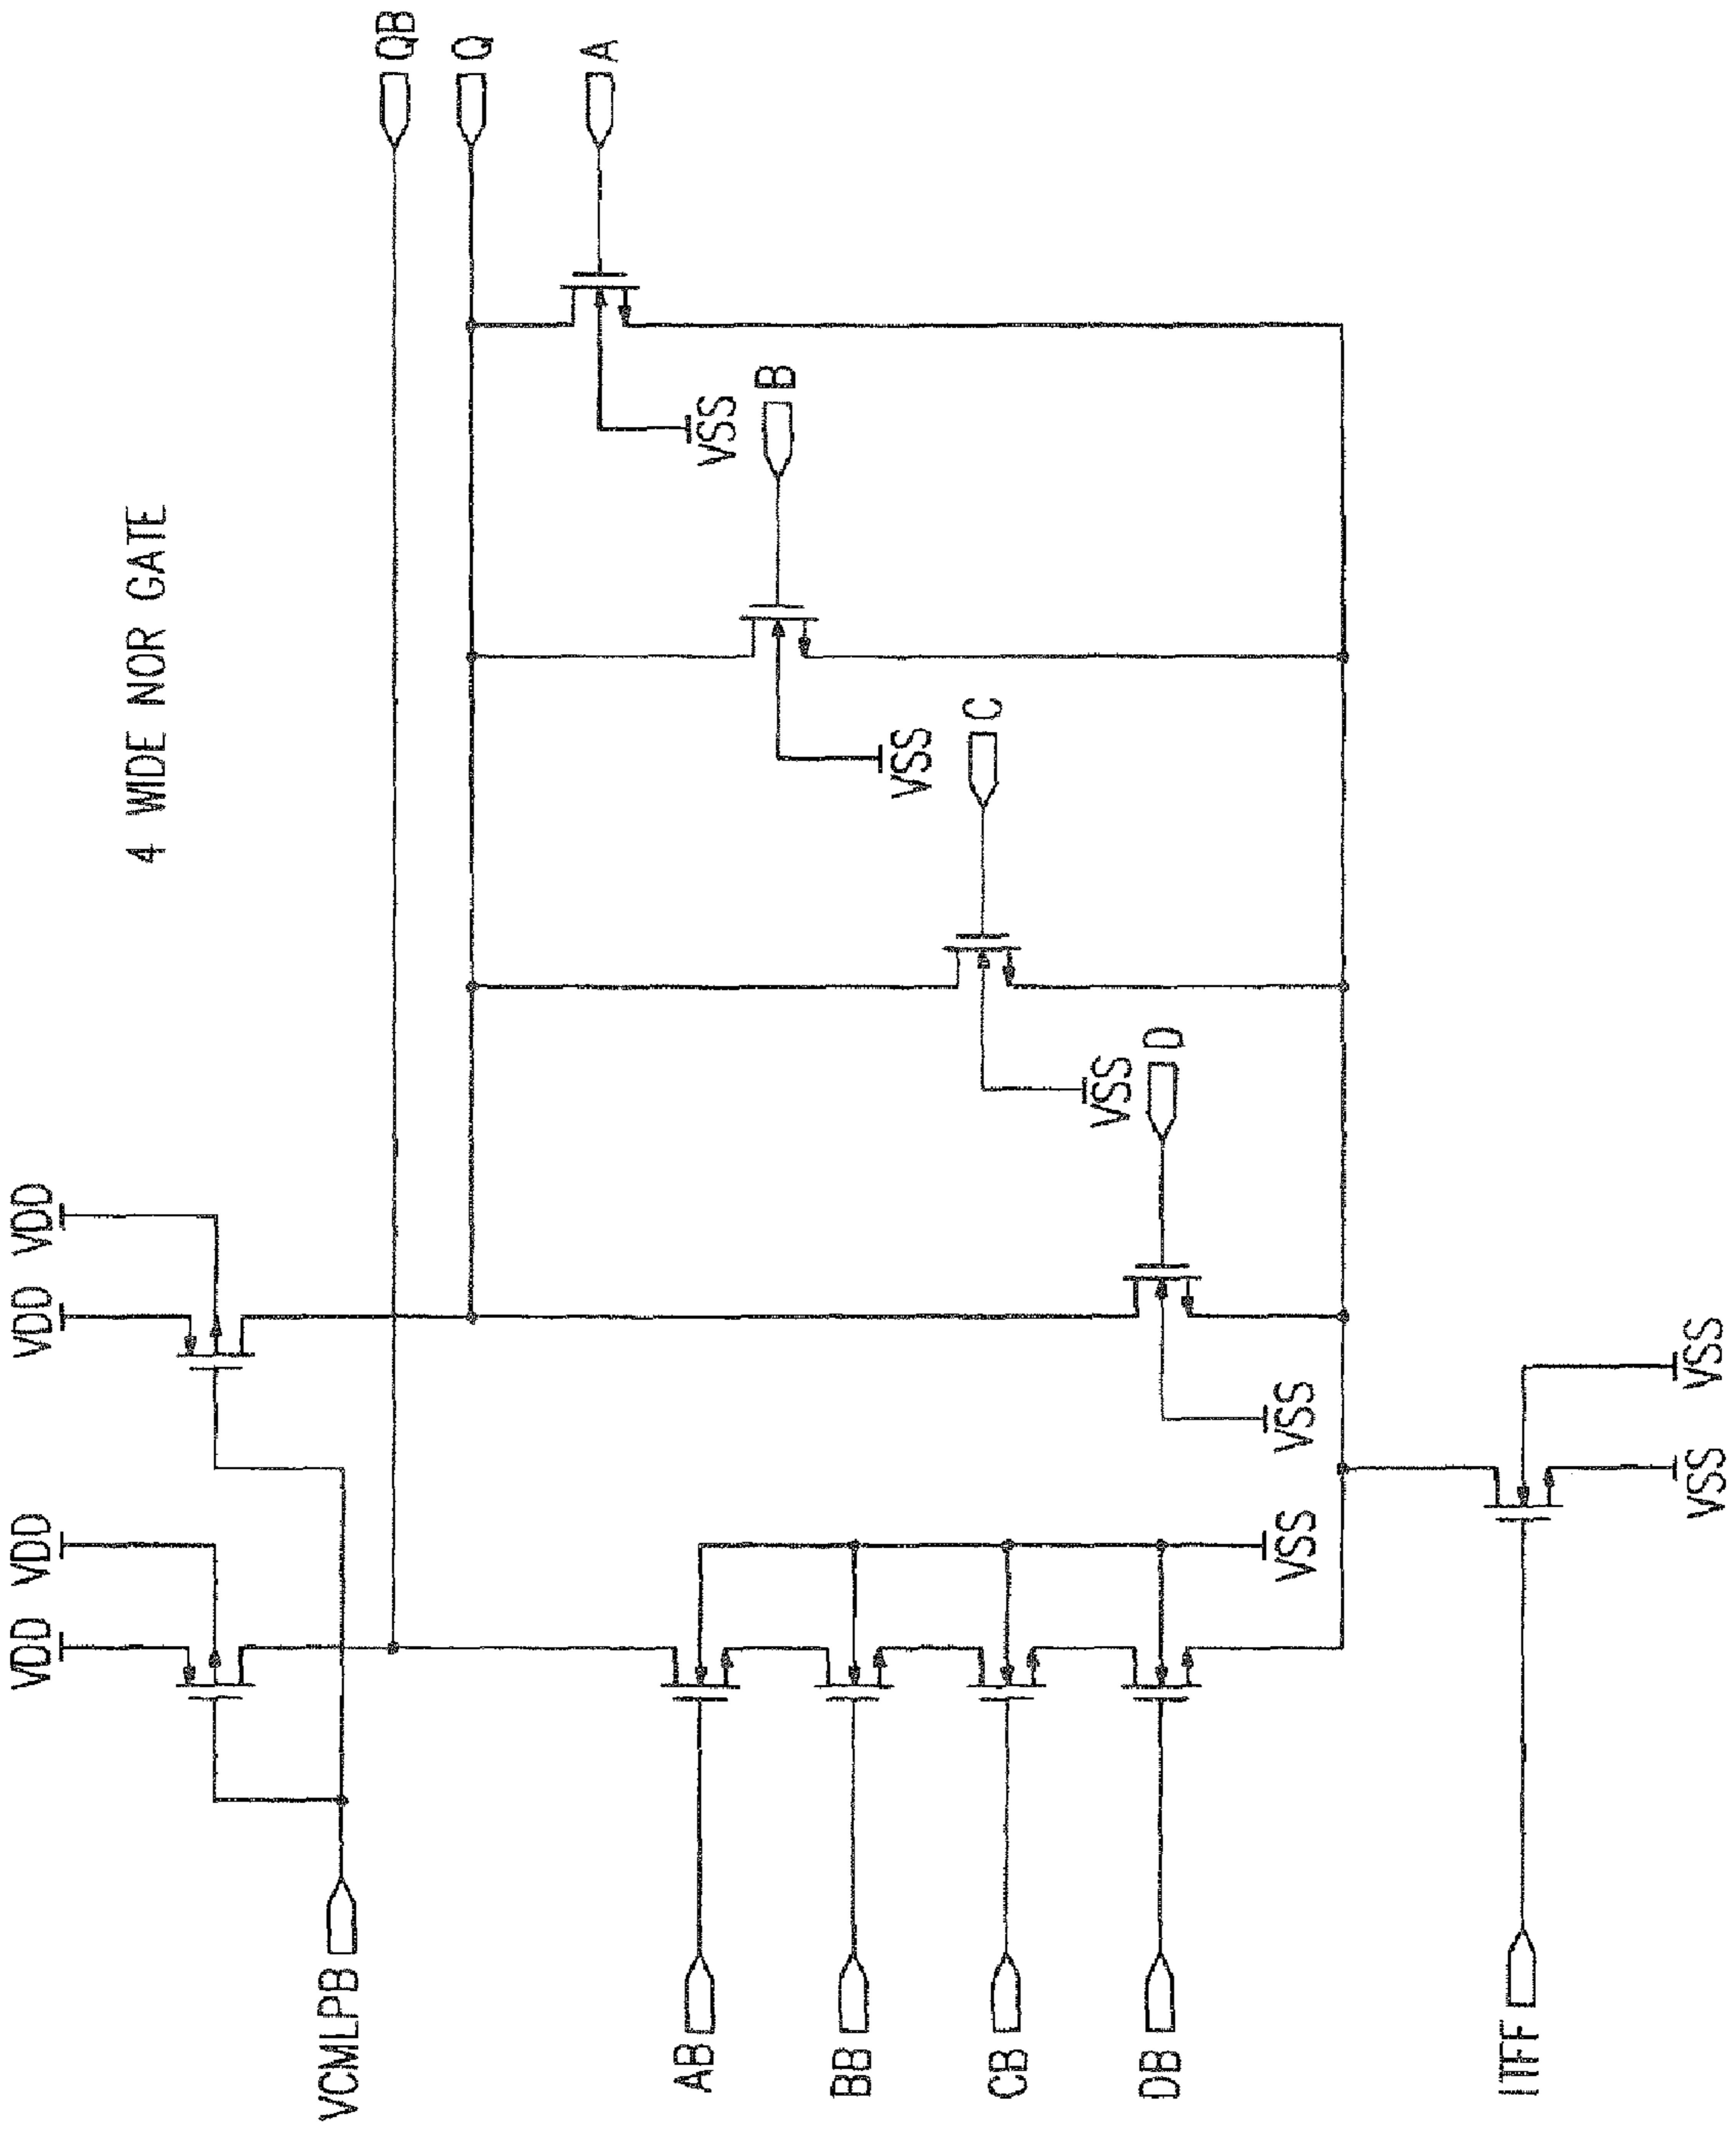 4 WIDE NOR GATE
QB
Q
A
VSS
B
VSS
C
VSS
D
VSS
VDD
VDD
VDD
VDD
VSS
VCMLPB
AB
BB
CB
DB
ITFF
VSS
VSS